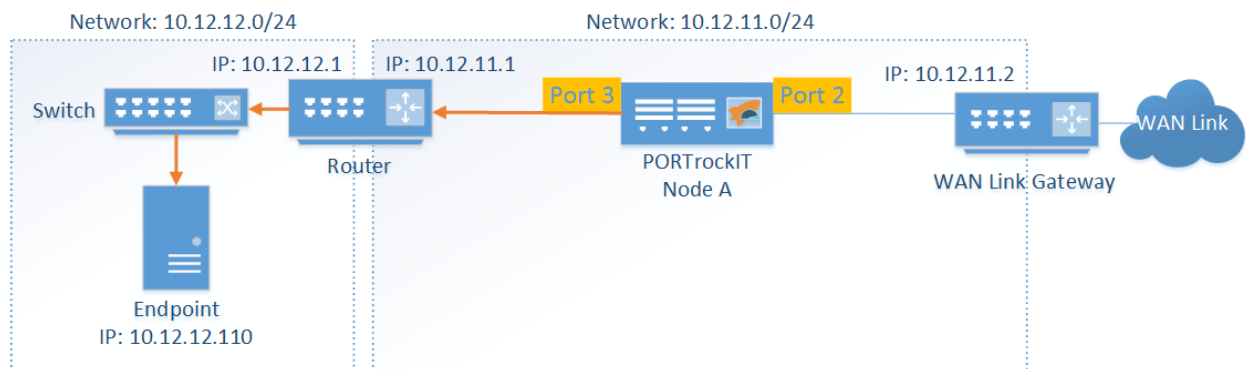 Network: 10.12.12.0/24
Network: 10.12.11.0/24
IP: 10.12.12.1
IP: 10.12.11.1
IP: 10.12.11.2
Switch
Port 3
Port 2
WAN Link
Router
PORTrockIT
Node A
WAN Link Gateway
Endpoint
IP: 10.12.12.110